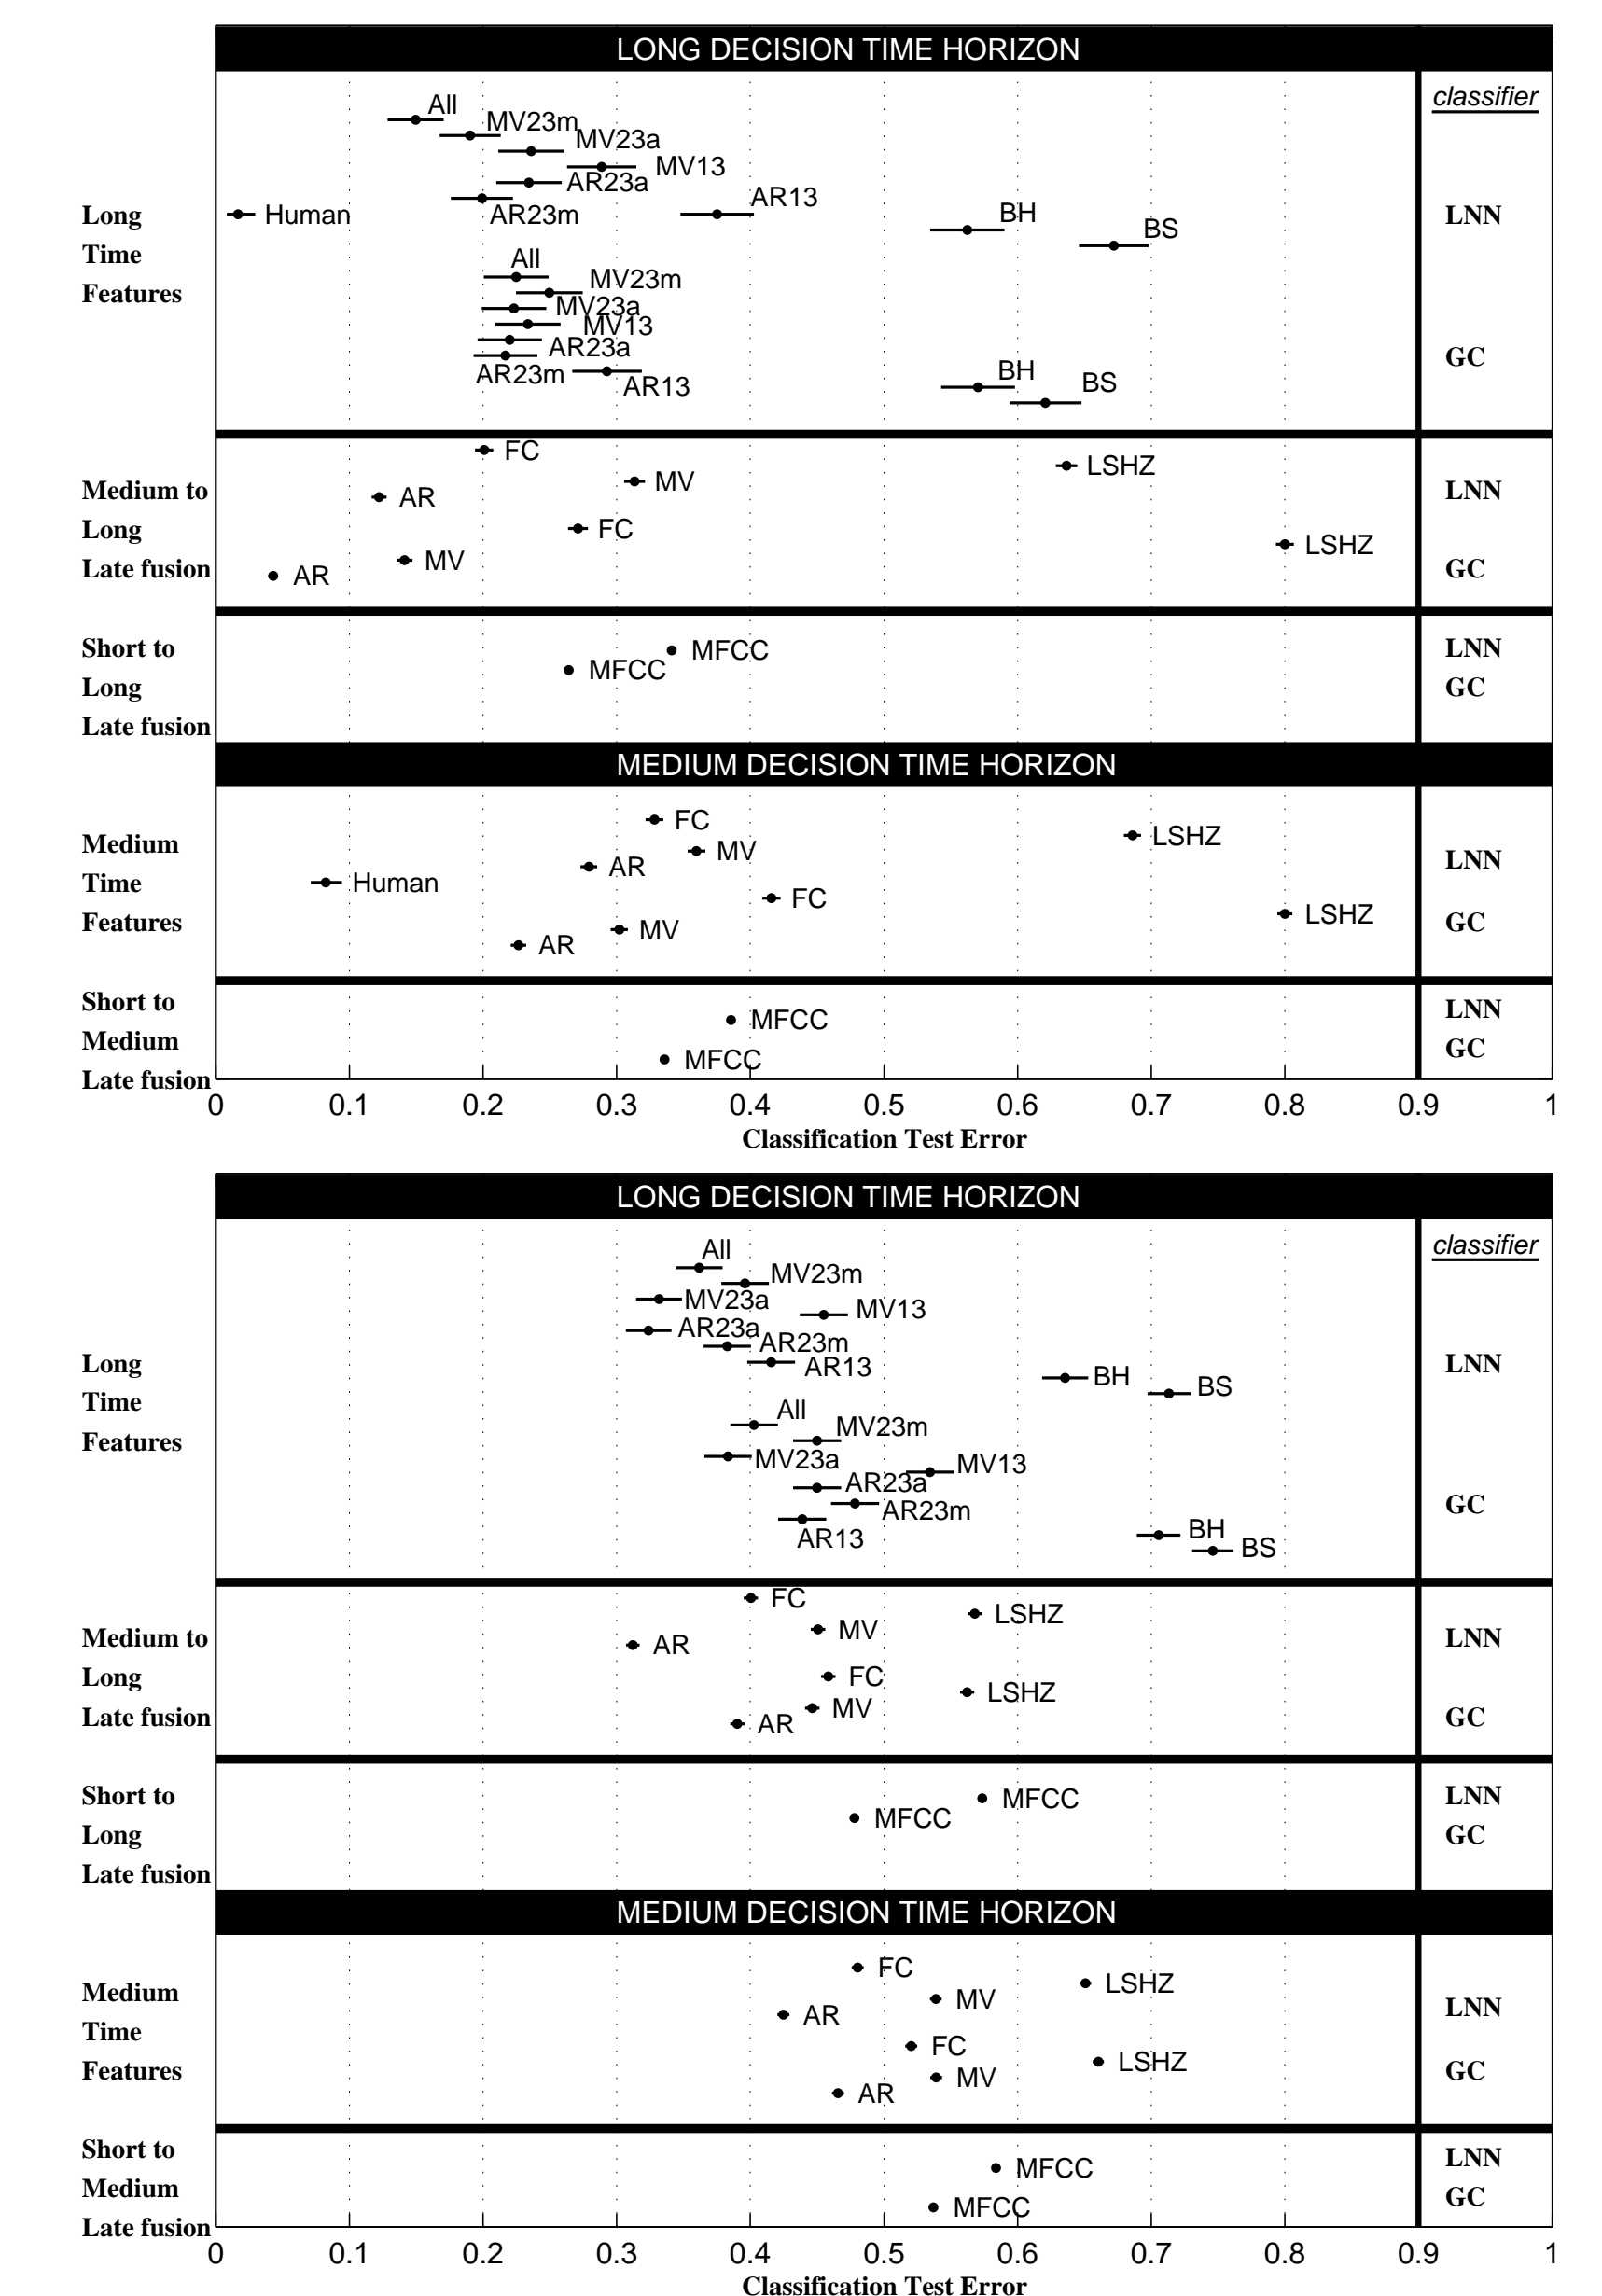 LONG DECISION TIME HORIZON
classifier
All
MV23m
MV23a
MV13
AR23a
AR13
AR23m
Human
BH
BS
Long
Time
Features
LNN
All
MV23m
MV23a
MV13
AR23a
AR23m
AR13
BH
BS
GC
FC
LSHZ
MV
AR
Medium to
Long
Late fusion
LNN
FC
LSHZ
MV
AR
GC
MFCC
MFCC
Short to
Long
Late fusion
LNN
GC
MEDIUM DECISION TIME HORIZON
FC
LSHZ
MV
AR
Human
Medium
Time
Features
LNN
FC
LSHZ
MV
AR
GC
MFCC
MFCC
Short to
Medium
Late fusion
LNN
GC
0 0.1 0.2 0.3 0.4 0.5 0.6 0.7 0.8 0.9 1
Classification Test Error
LONG DECISION TIME HORIZON
classifier
All
MV23m
MV23a
MV13
AR23a
AR23m
AR13
BH
BS
Long
Time
Features
LNN
All
MV23m
MV23a
MV13
AR23a
AR23m
AR13
BH
BS
GC
FC
LSHZ
MV
AR
Medium to
Long
Late fusion
LNN
FC
LSHZ
MV
AR
GC
MFCC
MFCC
Short to
Long
Late fusion
LNN
GC
MEDIUM DECISION TIME HORIZON
FC
LSHZ
MV
AR
Medium
Time
Features
LNN
FC
LSHZ
MV
AR
GC
MFCC
MFCC
Short to
Medium
Late fusion
LNN
GC
0 0.1 0.2 0.3 0.4 0.5 0.6 0.7 0.8 0.9 1
Classification Test Error